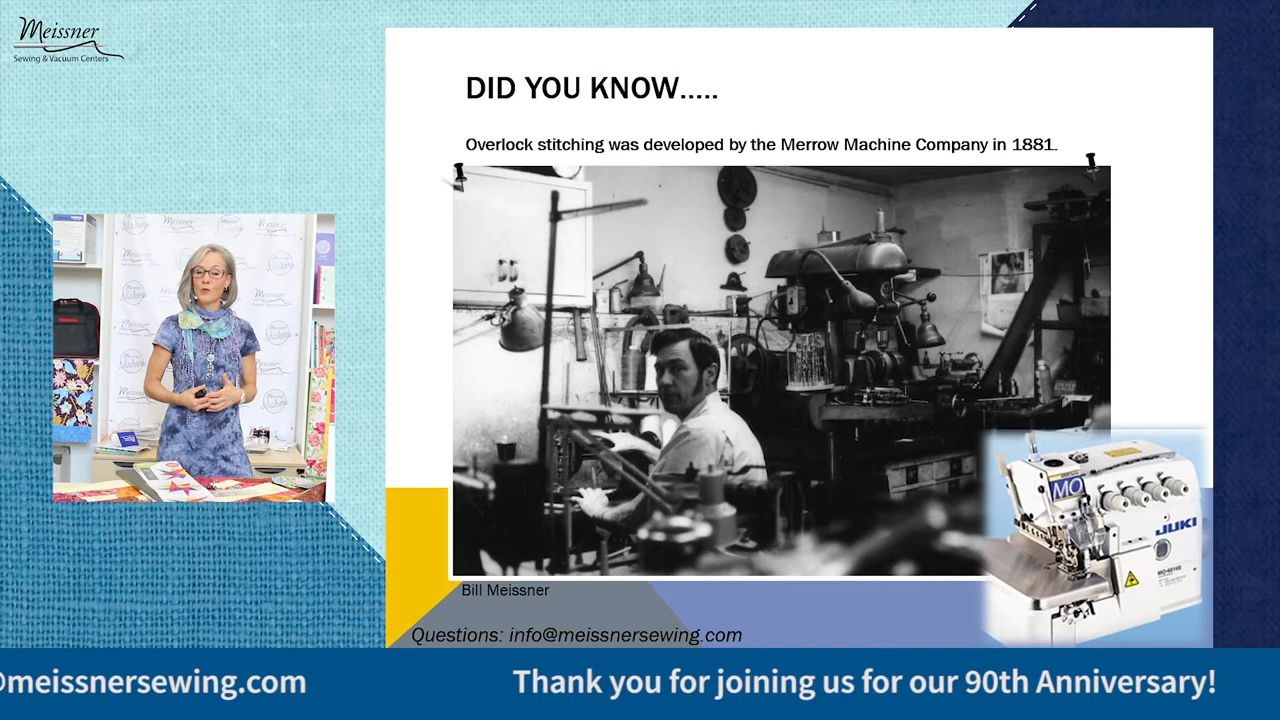 Meissner
Sewing & Vacuum Centers
DID YOU KNOW.....
Overlock stitching was developed by the Merrow Machine Company in 1881.
MO
JUKI
Bill Meissner
Questions: info@meissnersewing.com
@meissnersewing.com
Thank you for joining us for our 90th Anniversary!